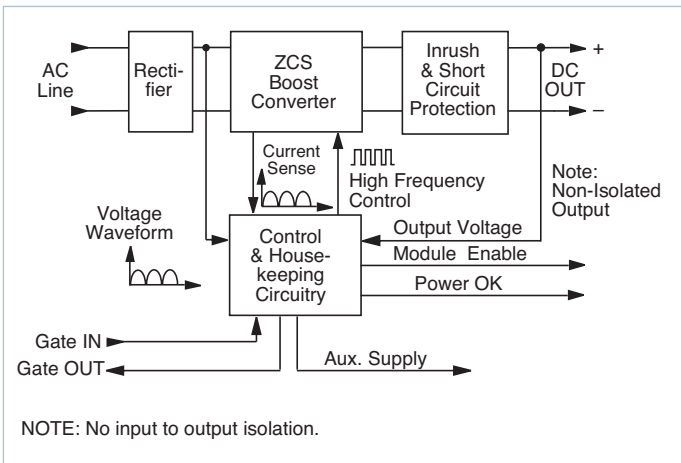 AC
Line
Recti-
fier
ZCS
Boost
Converter
Inrush
& Short
Circuit
Protection
+
DC
OUT
–
Current
Sense
High Frequency
Control
Note:
Non-Isolated
Output
Voltage
Waveform
Control
& House-
keeping
Circuitry
Output Voltage
Module Enable
Power OK
Gate IN
Gate OUT
Aux. Supply
NOTE: No input to output isolation.